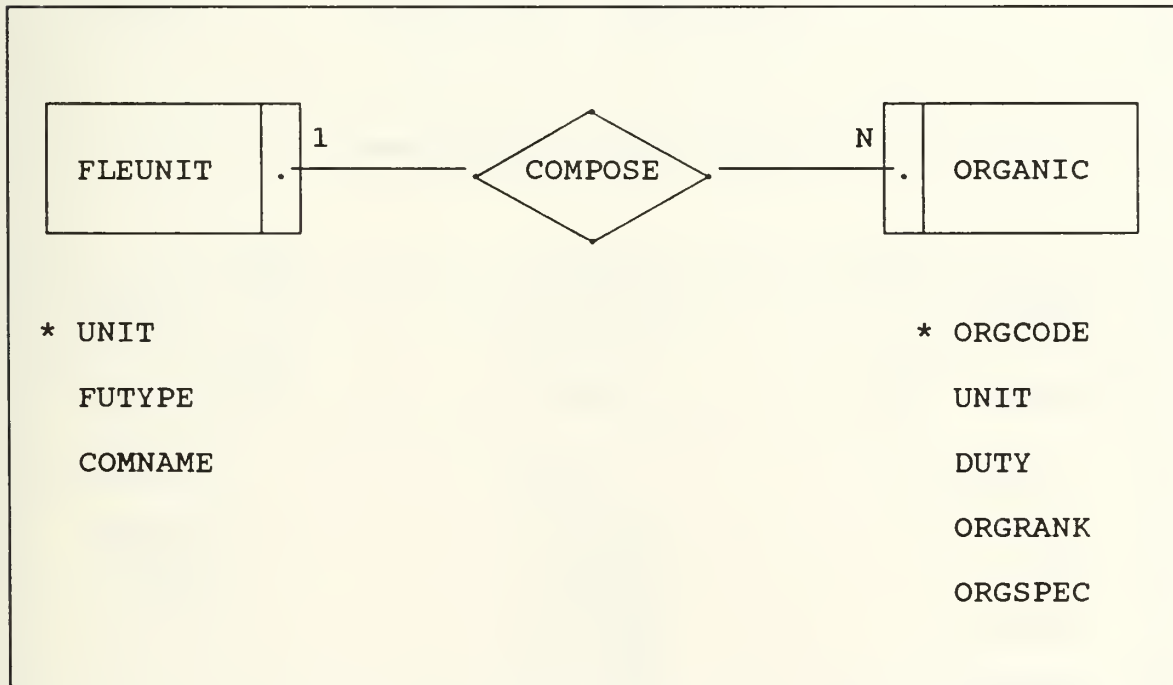 1 N
FLEUNIT . COMPOSE . ORGANIC
* UNIT * ORGCODE
FUTYPE UNIT
COMNAME DUTY
ORGRANK
ORGSPEC